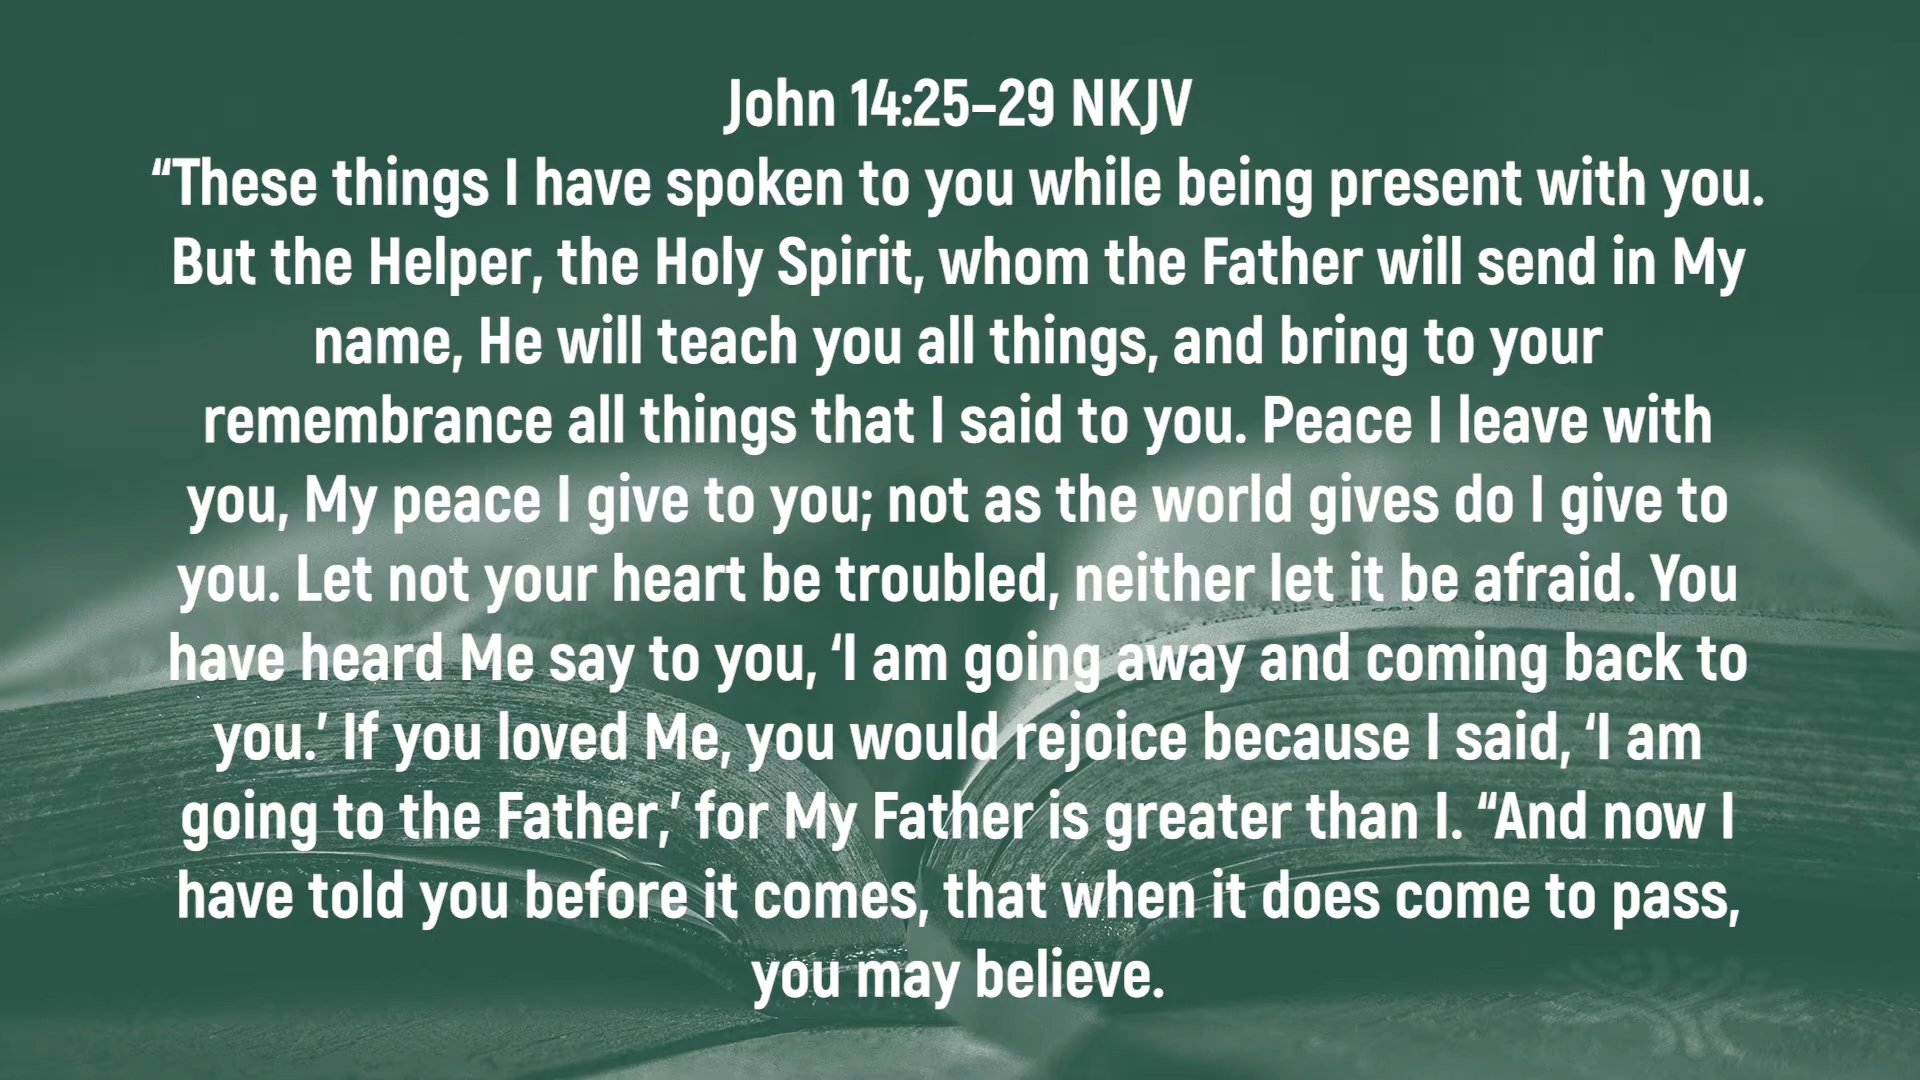 John 14:25–29 NKJV
“These things I have spoken to you while being present with you.
But the Helper, the Holy Spirit, whom the Father will send in My
name, He will teach you all things, and bring to your
remembrance all things that I said to you. Peace I leave with
you, My peace I give to you; not as the world gives do I give to
you. Let not your heart be troubled, neither let it be afraid. You
have heard Me say to you, ‘I am going away and coming back to
you.’ If you loved Me, you would rejoice because I said, ‘I am
going to the Father,’ for My Father is greater than I. “And now I
have told you before it comes, that when it does come to pass,
you may believe.